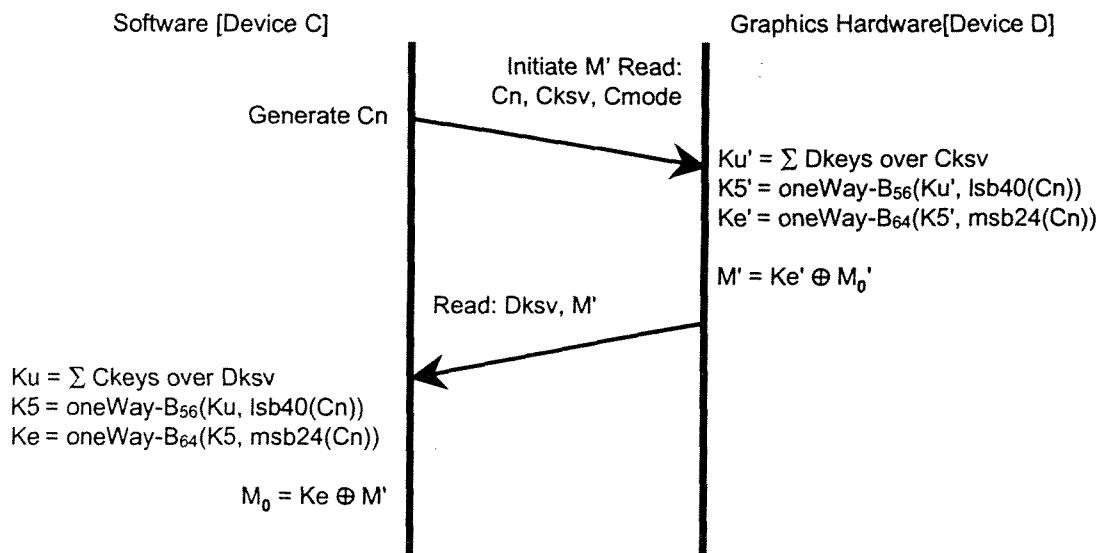 Software [Device C]
Graphics Hardware[Device D]
Initiate M' Read:
Cn, Cksv, Cmode
Generate Cn
Ku' = ∑ Dkeys over Cksv
K5' = oneWay-B₅₆(Ku', lsb40(Cn))
Ke' = oneWay-B₆₄(K5', msb24(Cn))
M' = Ke' ⊕ M₀'
Read: Dksv, M'
Ku = ∑ Ckeys over Dksv
K5 = oneWay-B₅₆(Ku, lsb40(Cn))
Ke = oneWay-B₆₄(K5, msb24(Cn))
M₀ = Ke ⊕ M'